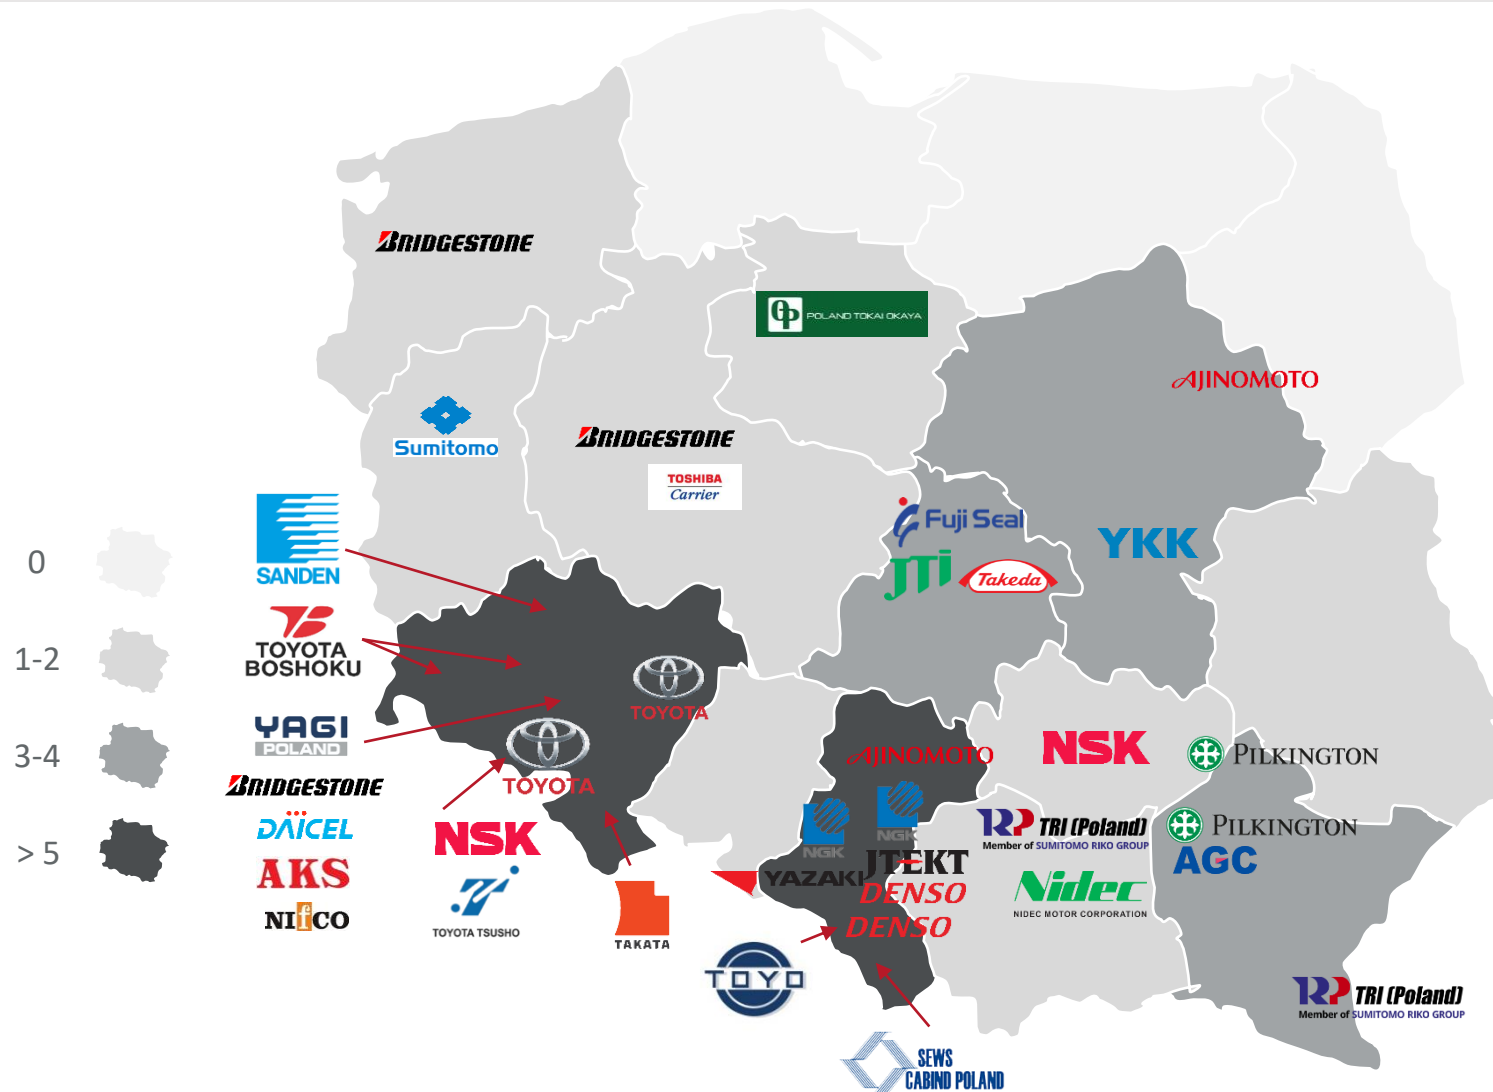 BRIDGESTONE
OP POLAND TOKAI OKAYA
AJINOMOTO
Sumitomo
BRIDGESTONE
TOSHIBA
Carrier
SANDEN
Fuji Seal
JTi
Takeda
YKK
0
1-2
3-4
> 5
TOYOTA
BOSHOKU
YAGI
POLAND
BRIDGESTONE
DAICEL
AKS
NIfCO
TOYOTA
TOYOTA
NSK
TOYOTA TSUSHO
TAKATA
AJINOMOTO
NGK
NGK
YAZAKI
JTEKT
DENSO
DENSO
TOYO
SEWS
CABIND POLAND
NSK
PILKINGTON
TRP TRI (Poland)
Member of SUMITOMO RIKO GROUP
Nidec
NIDEC MOTOR CORPORATION
PILKINGTON
AGC
TRP TRI (Poland)
Member of SUMITOMO RIKO GROUP